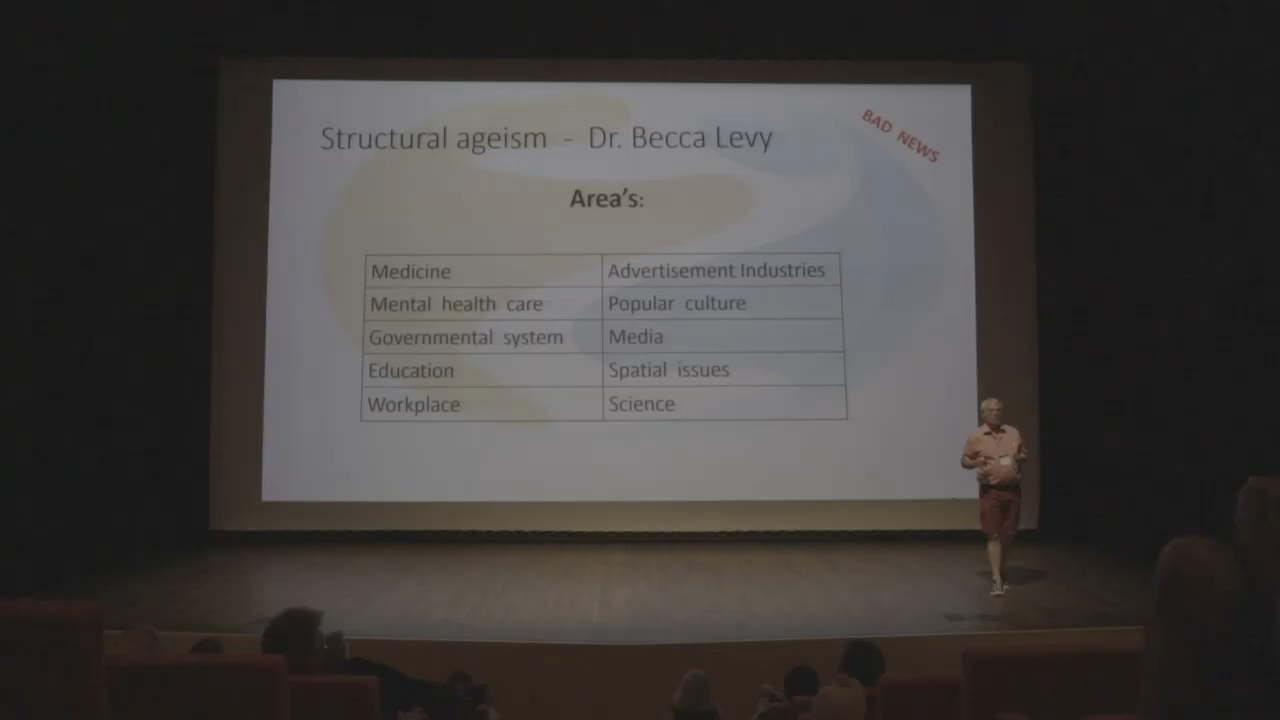 Structural ageism - Dr. Becca Levy
BAD NEWS
Area's:
Medicine Advertisement Industries
Mental health care Popular culture
Governmental system Media
Education Spatial issues
Workplace Science